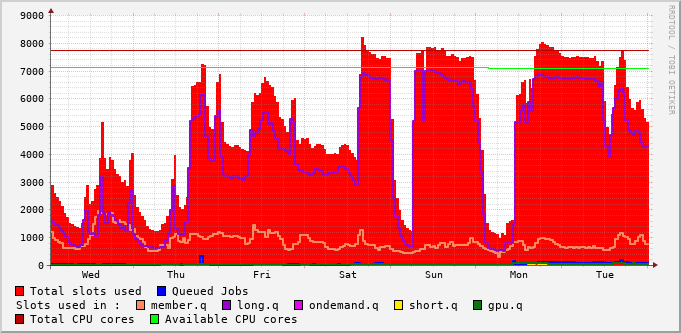 9000
8000
7000
6000
5000
4000
3000
2000
1000
0
Wed Thu Fri Sat Sun Mon Tue
Total slots used Queued Jobs
Slots used in : member.q long.q ondemand.q short.q gpu.q
Total CPU cores Available CPU cores
RRDTOOL / TOBI OETIKER